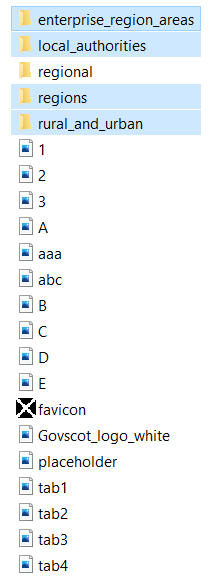 enterprise_region_areas
local_authorities
regional
regions
rural_and_urban
1
2
3
A
aaa
abc
B
C
D
E
favicon
Govscot_logo_white
placeholder
tab1
tab2
tab3
tab4